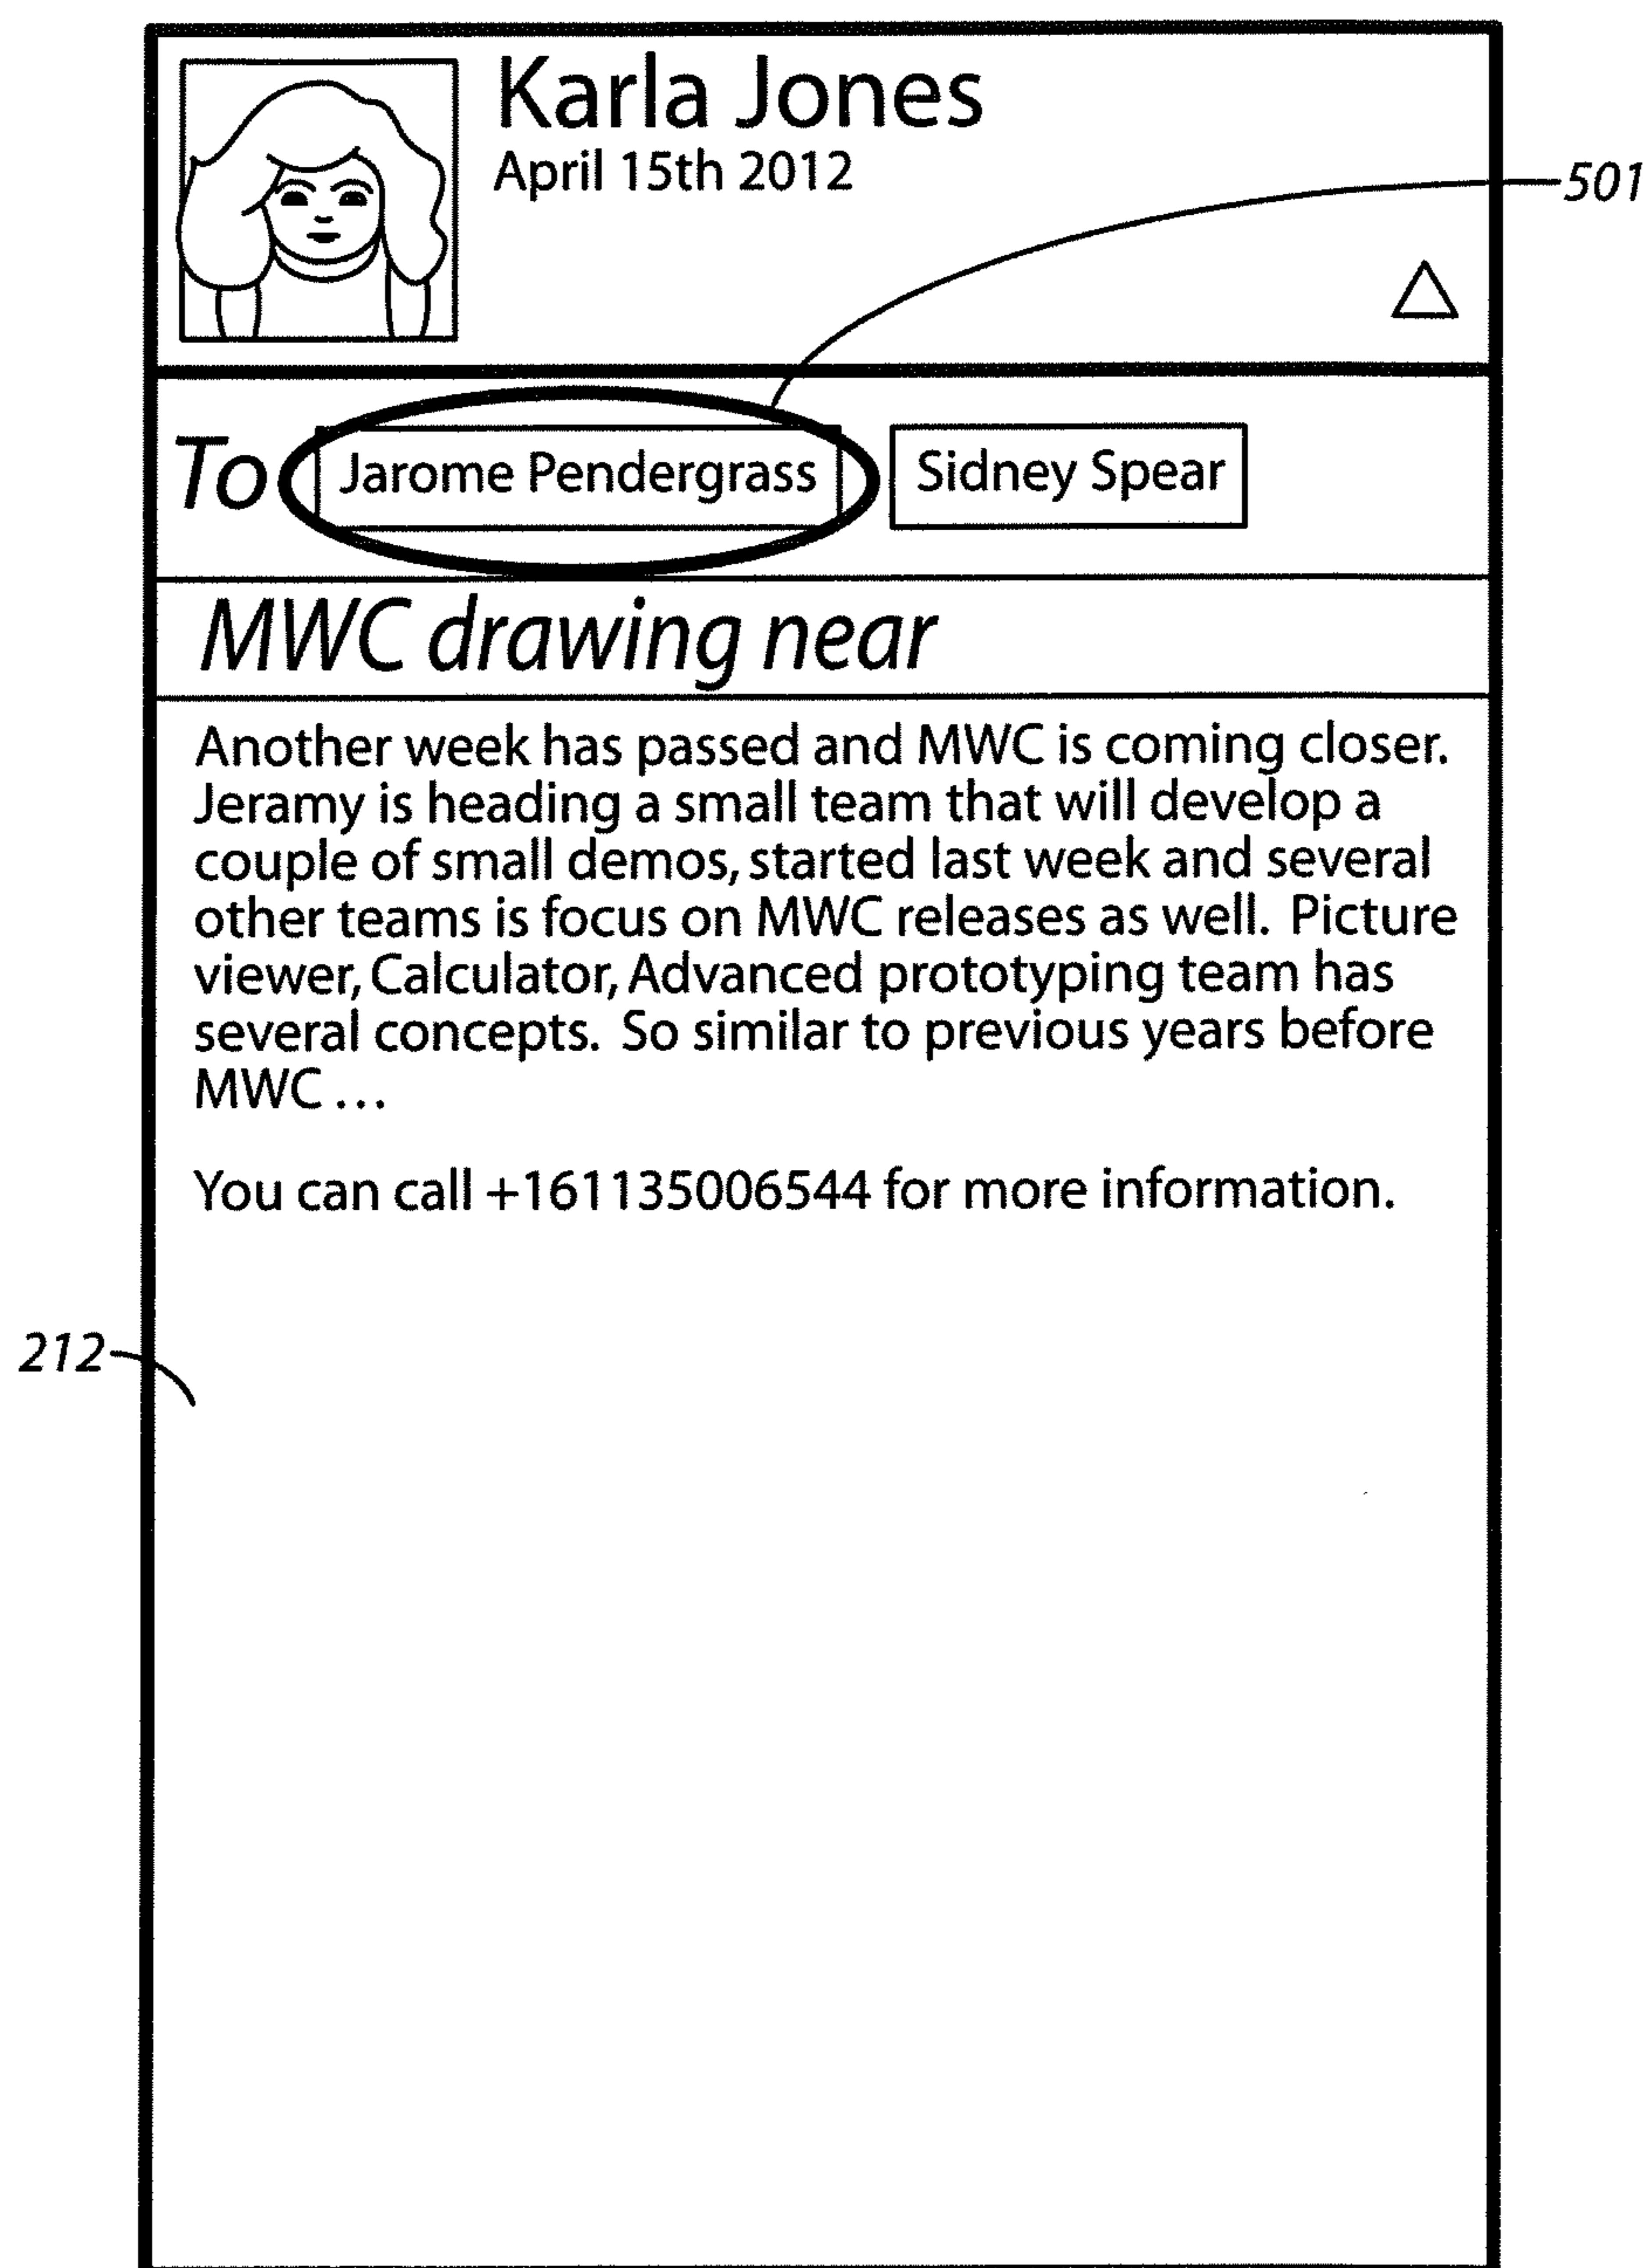 Karla Jones
April 15th 2012
501
To Jarome Pendergrass Sidney Spear
MWC drawing near
Another week has passed and MWC is coming closer.
Jeramy is heading a small team that will develop a
couple of small demos, started last week and several
other teams is focus on MWC releases as well. Picture
viewer, Calculator, Advanced prototyping team has
several concepts. So similar to previous years before
MWC ...
You can call +161135006544 for more information.
212